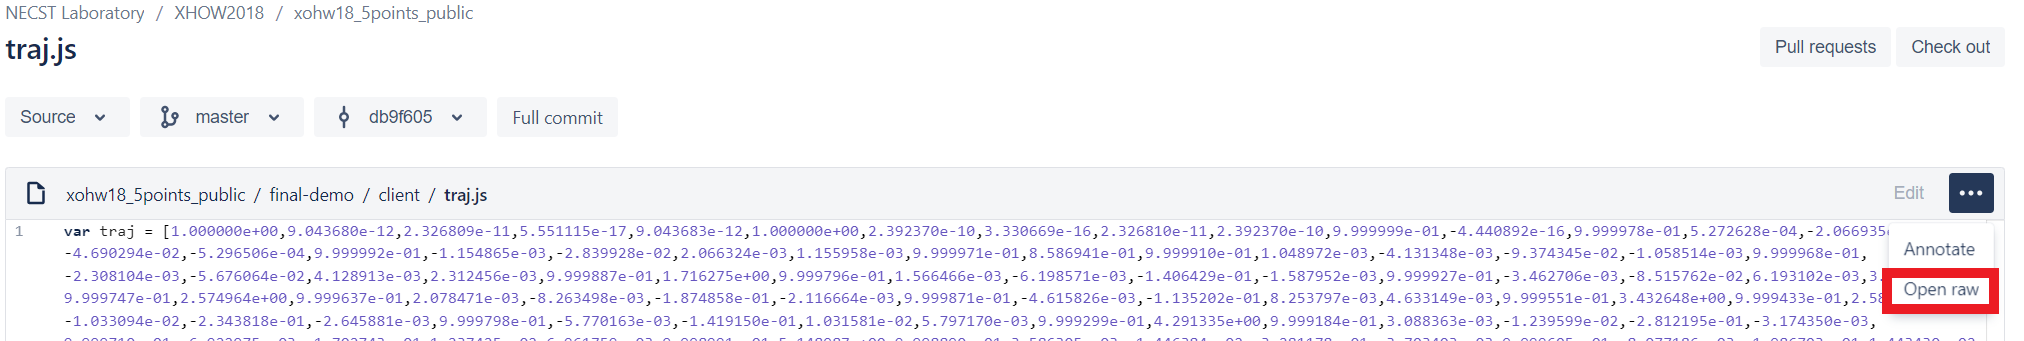 NECST Laboratory / XHOW2018 / xohw18_5points_public
traj.js
Pull requests Check out
Source master db9f605 Full commit
xohw18_5points_public / final-demo / client / traj.js Edit
1 var traj = [1.000000e+00,9.043680e-12,2.326809e-11,5.551115e-17,9.043683e-12,1.000000e+00,2.392370e-10,3.330669e-16,2.326810e-11,2.392370e-10,9.999999e-01,-4.440892e-16,9.999978e-01,5.272628e-04,-2.066935e
Annotate
-4.690294e-02,-5.296506e-04,9.999992e-01,-1.154865e-03,-2.839928e-02,2.066324e-03,1.155958e-03,9.999971e-01,8.586941e-01,9.999910e-01,1.048972e-03,-4.131348e-03,-9.374345e-02,-1.058514e-03,9.999968e-01,
-2.308104e-03,-5.676064e-02,4.128913e-03,2.312456e-03,9.999887e-01,1.716275e+00,9.999796e-01,1.566466e-03,-6.198571e-03,-1.406429e-01,-1.587952e-03,9.999927e-01,-3.462706e-03,-8.515762e-02,6.193102e-03,3.
Open raw
9.999747e-01,2.574964e+00,9.999637e-01,2.078471e-03,-8.263498e-03,-1.874858e-01,-2.116664e-03,9.999871e-01,-4.615826e-03,-1.135202e-01,8.253797e-03,4.633149e-03,9.999551e-01,3.432648e+00,9.999433e-01,2.58
-1.033094e-02,-2.343818e-01,-2.645881e-03,9.999798e-01,-5.770163e-03,-1.419150e-01,1.031581e-02,5.797170e-03,9.999299e-01,4.291335e+00,9.999184e-01,3.088363e-03,-1.239599e-02,-2.812195e-01,-3.174350e-03,